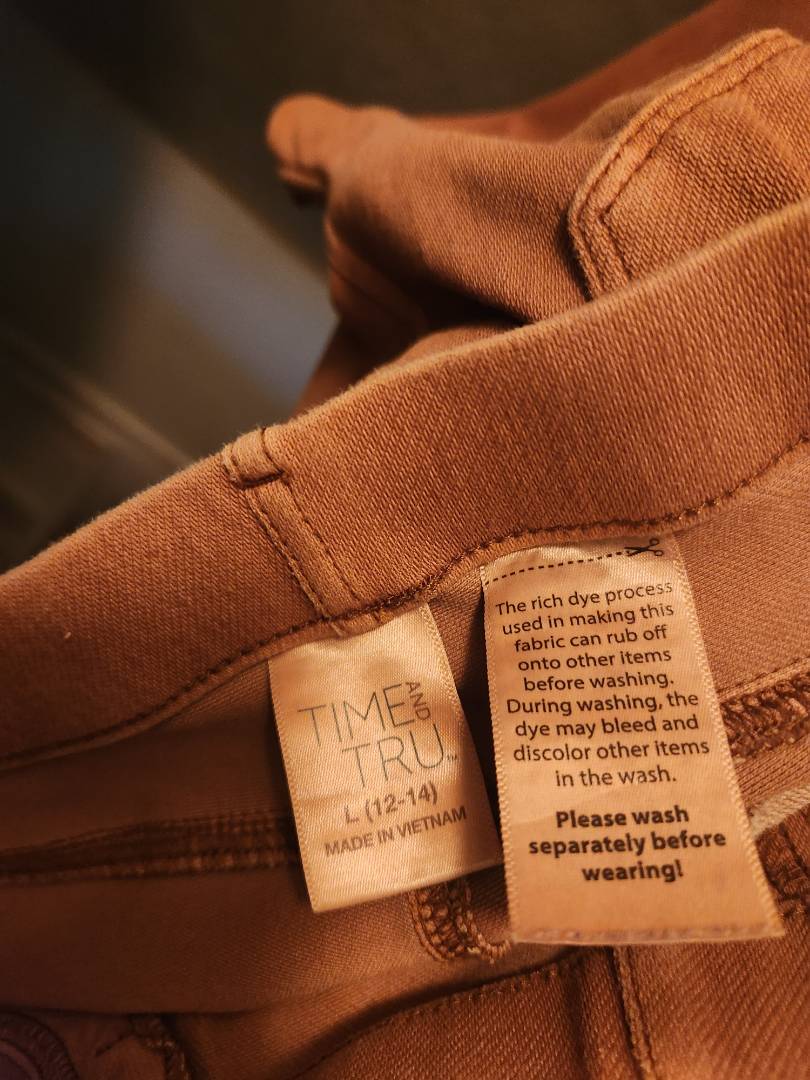 TIME AND
TRU™
L (12-14)
MADE IN VIETNAM
The rich dye process
used in making this
fabric can rub off
onto other items
before washing.
During washing, the
dye may bleed and
discolor other items
in the wash.
Please wash
separately before
wearing!